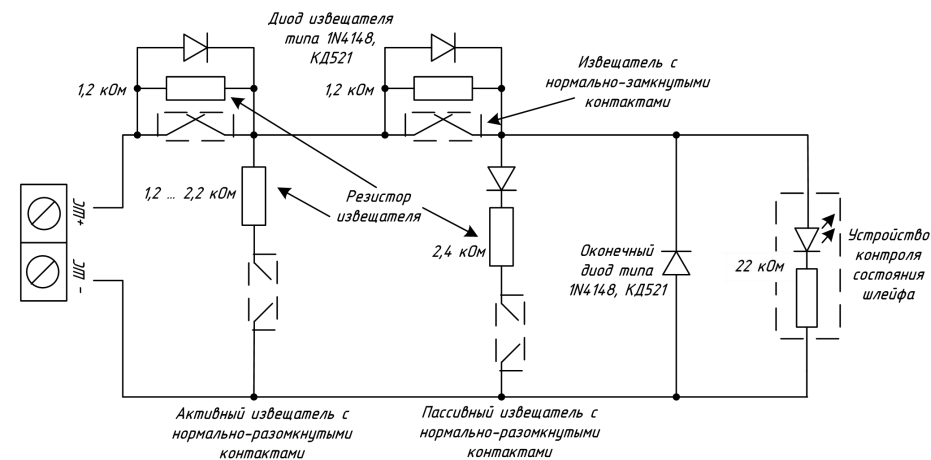 Диод извещателя
типа 1N4148,
КД521
1,2 кОм
1,2 кОм
Извещатель с
нормально-замкнутыми
контактами
+ШС
- ШС
1,2 ... 2,2 кОм
Резистор
извещателя
2,4 кОм
Оконечный
диод типа
1N4148, КД521
22 кОм
Устройство
контроля
состояния
шлейфа
Активный извещатель с
нормально-разомкнутыми
контактами
Пассивный извещатель с
нормально-разомкнутыми
контактами